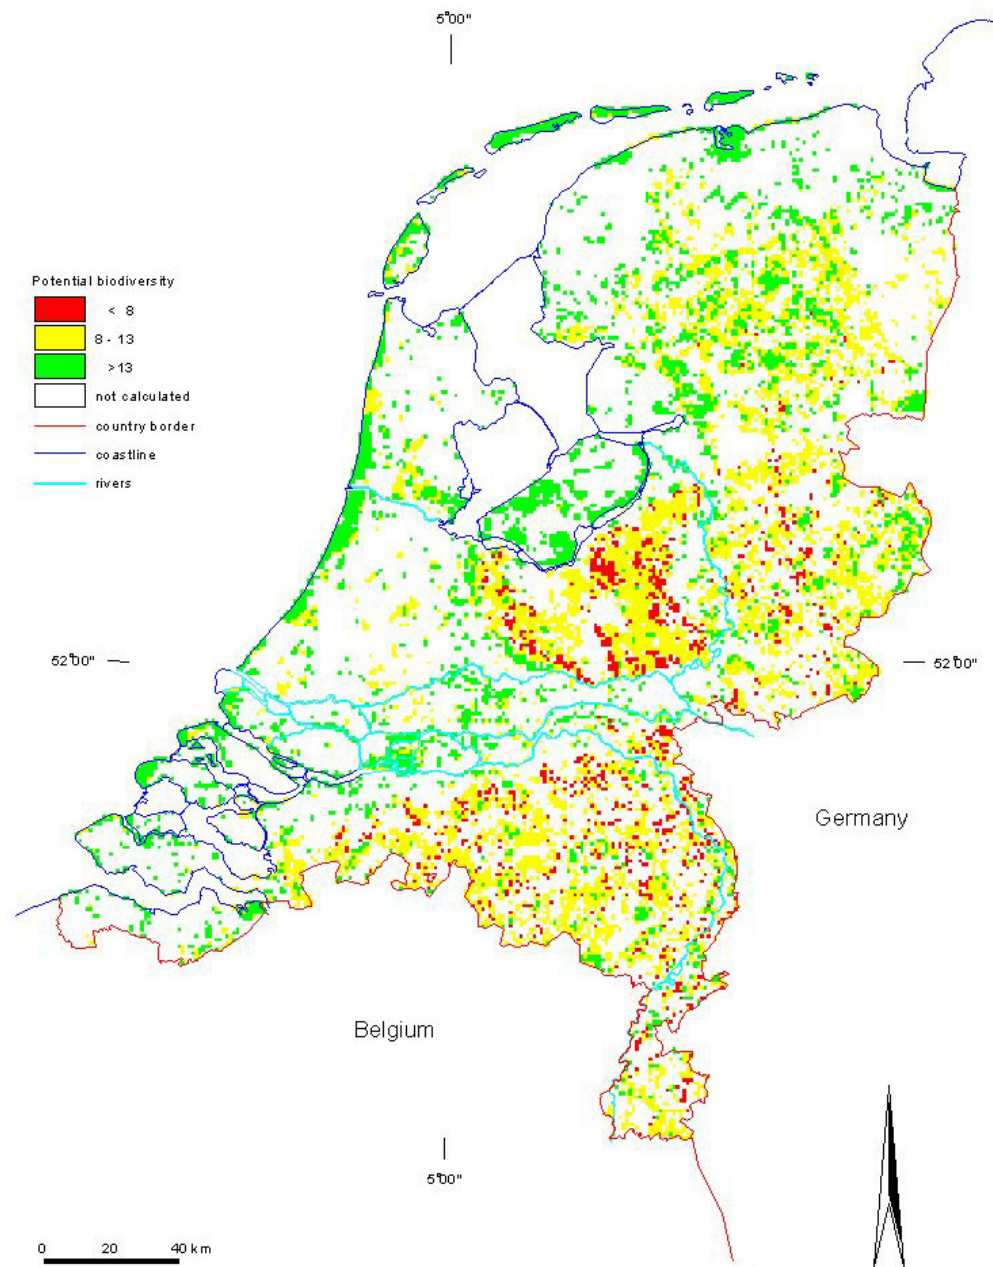 5°00"
Potential biodiversity
< 8
8 - 13
>13
not calculated
country border
coastline
rivers
52°00"
52°00"
Germany
Belgium
5°00"
0 20 40 km